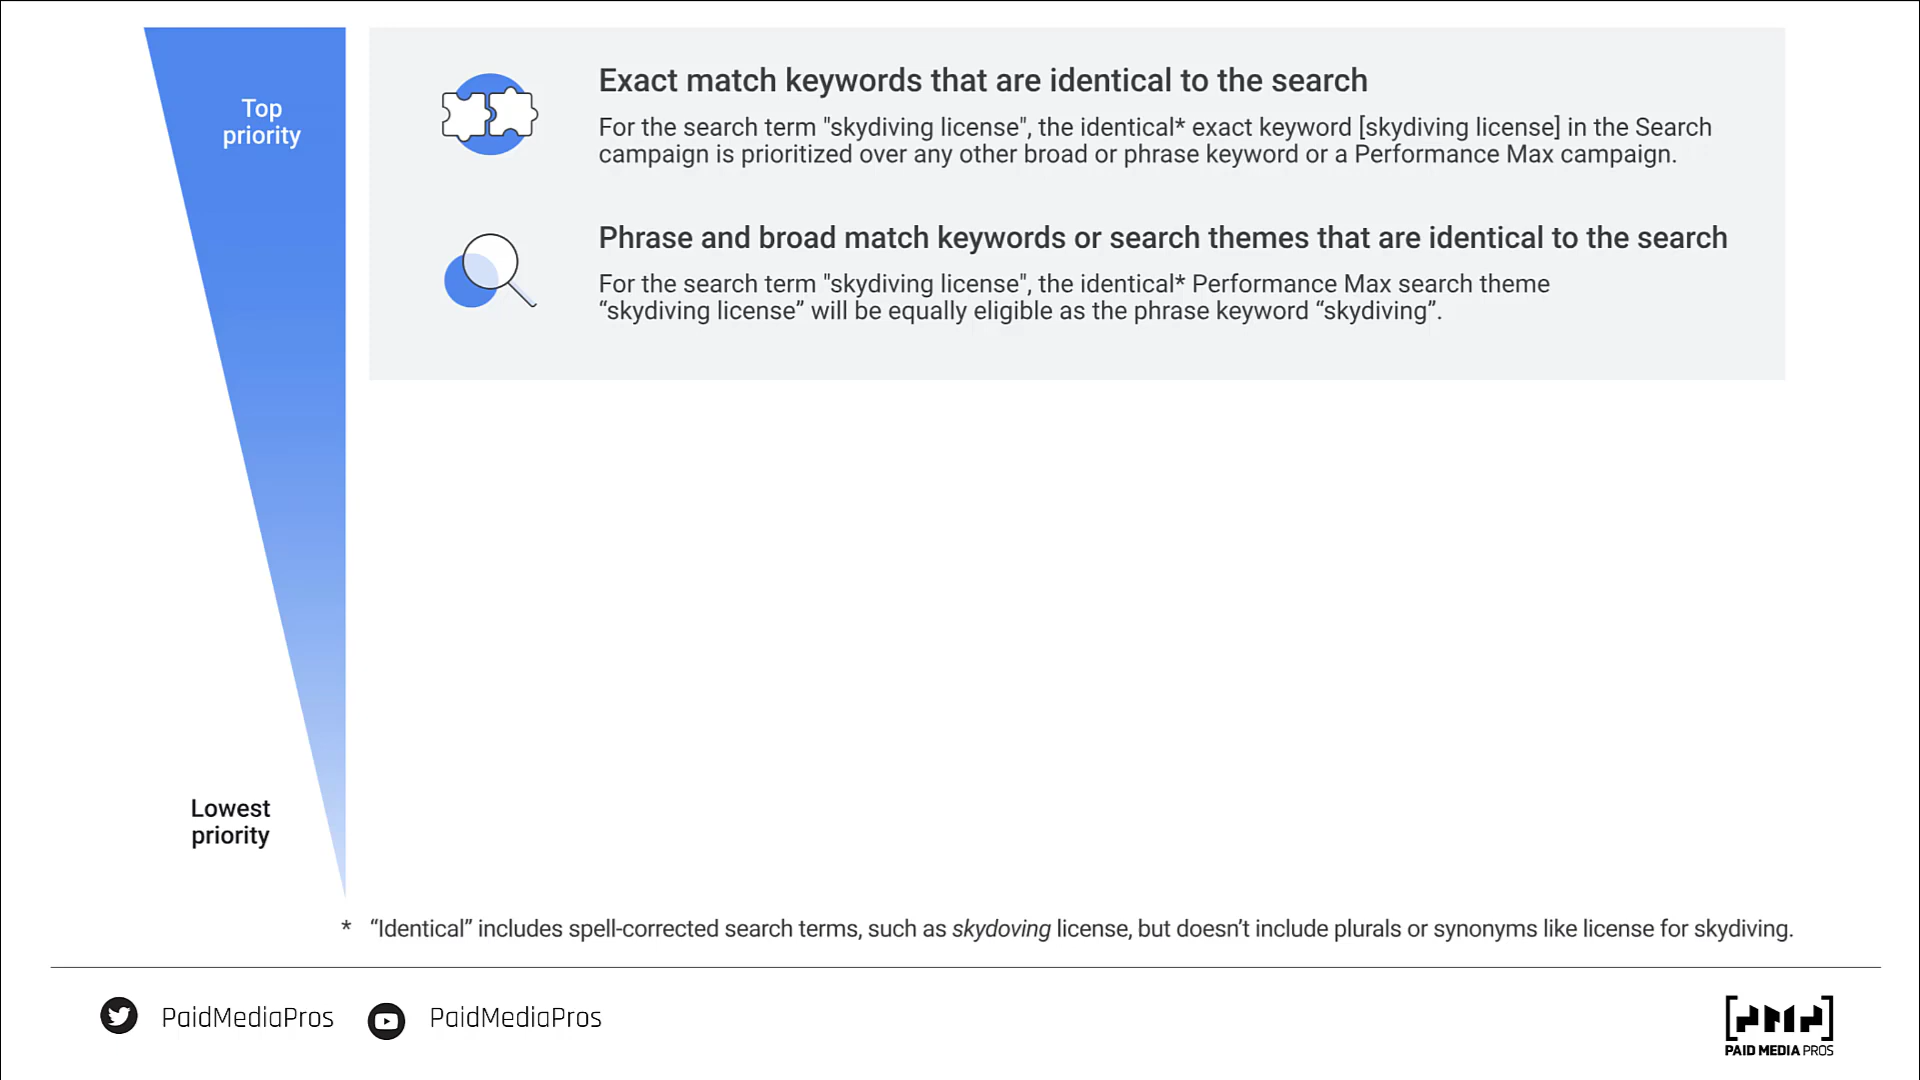 Top
priority
Exact match keywords that are identical to the search
For the search term "skydiving license", the identical* exact keyword [skydiving license] in the Search
campaign is prioritized over any other broad or phrase keyword or a Performance Max campaign.
Phrase and broad match keywords or search themes that are identical to the search
For the search term "skydiving license", the identical* Performance Max search theme
“skydiving license” will be equally eligible as the phrase keyword “skydiving”.
Lowest
priority
* “Identical” includes spell-corrected search terms, such as skydoving license, but doesn’t include plurals or synonyms like license for skydiving.
PaidMediaPros
PaidMediaPros
[PMP]
PAID MEDIA PROS